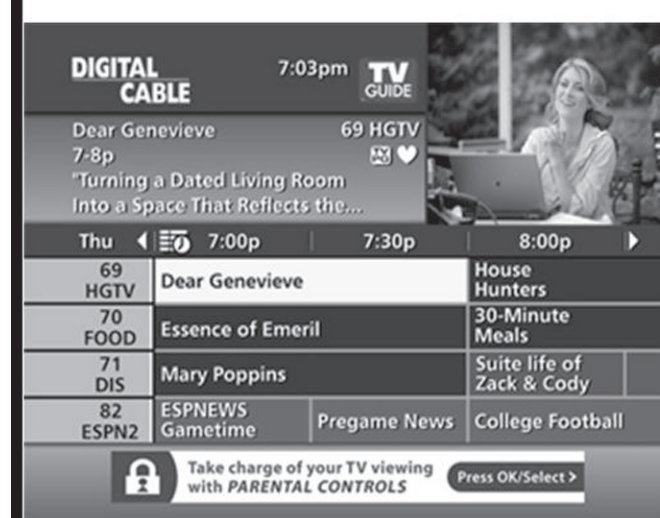 DIGITAL
CABLE
7:03pm
TV
GUIDE
Dear Genevieve 69 HGTV
7-8p
"Turning a Dated Living Room
Into a Space That Reflects the...
Thu 7:00p 7:30p 8:00p
69
HGTV
Dear Genevieve
House
Hunters
70
FOOD
Essence of Emeril
30-Minute
Meals
71
DIS
Mary Poppins
Suite life of
Zack & Cody
82
ESPN2
ESPNEWS
Gametime
Pregame News
College Football
Take charge of your TV viewing
with PARENTAL CONTROLS
Press OK/Select >